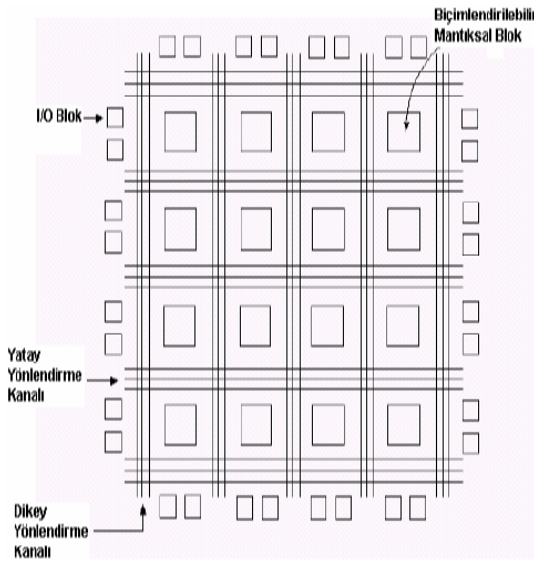 Biçimlendirilebilir
Mantıksal Blok
I/O Blok
Yatay
Yönlendirme
Kanalı
Dikey
Yönlendirme
Kanalı